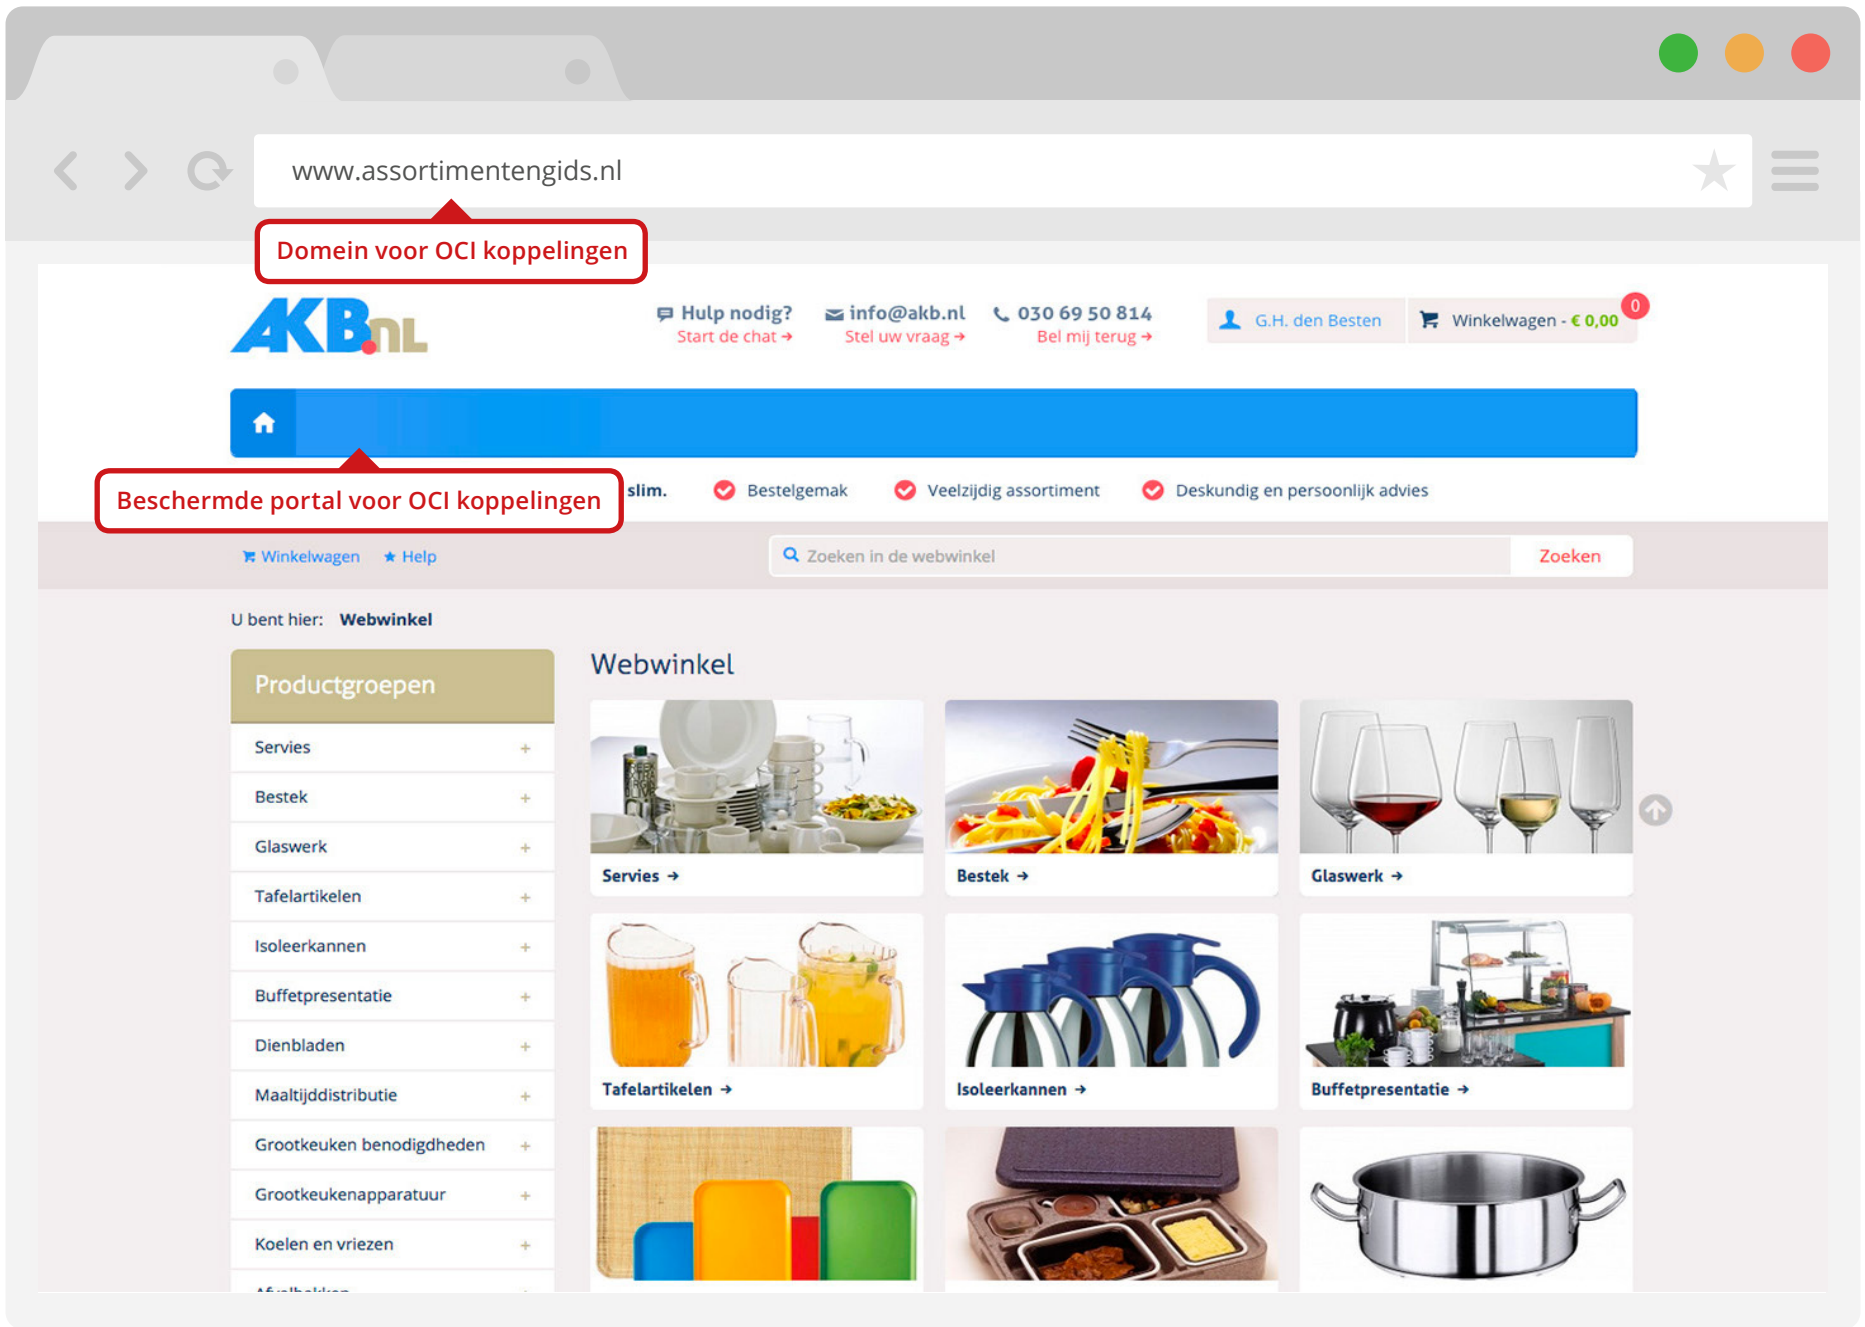 www.assortimentengids.nl
Domein voor OCI koppelingen
AKB.nl
Hulp nodig?
Start de chat →
info@akb.nl
Stel uw vraag →
030 69 50 814
Bel mij terug →
G.H. den Besten
Winkelwagen - € 0,00
0
Beschermde portal voor OCI koppelingen
slim.
Bestelgemak
Veelzijdig assortiment
Deskundig en persoonlijk advies
Winkelwagen
Help
Zoeken in de webwinkel
Zoeken
U bent hier: Webwinkel
Productgroepen
Servies +
Bestek +
Glaswerk +
Tafelartikelen +
Isoleerkannen +
Buffetpresentatie +
Dienbladen +
Maaltijddistributie +
Grootkeuken benodigdheden +
Grootkeukenapparatuur +
Koelen en vriezen +
Webwinkel
Servies →
Bestek →
Glaswerk →
Tafelartikelen →
Isoleerkannen →
Buffetpresentatie →